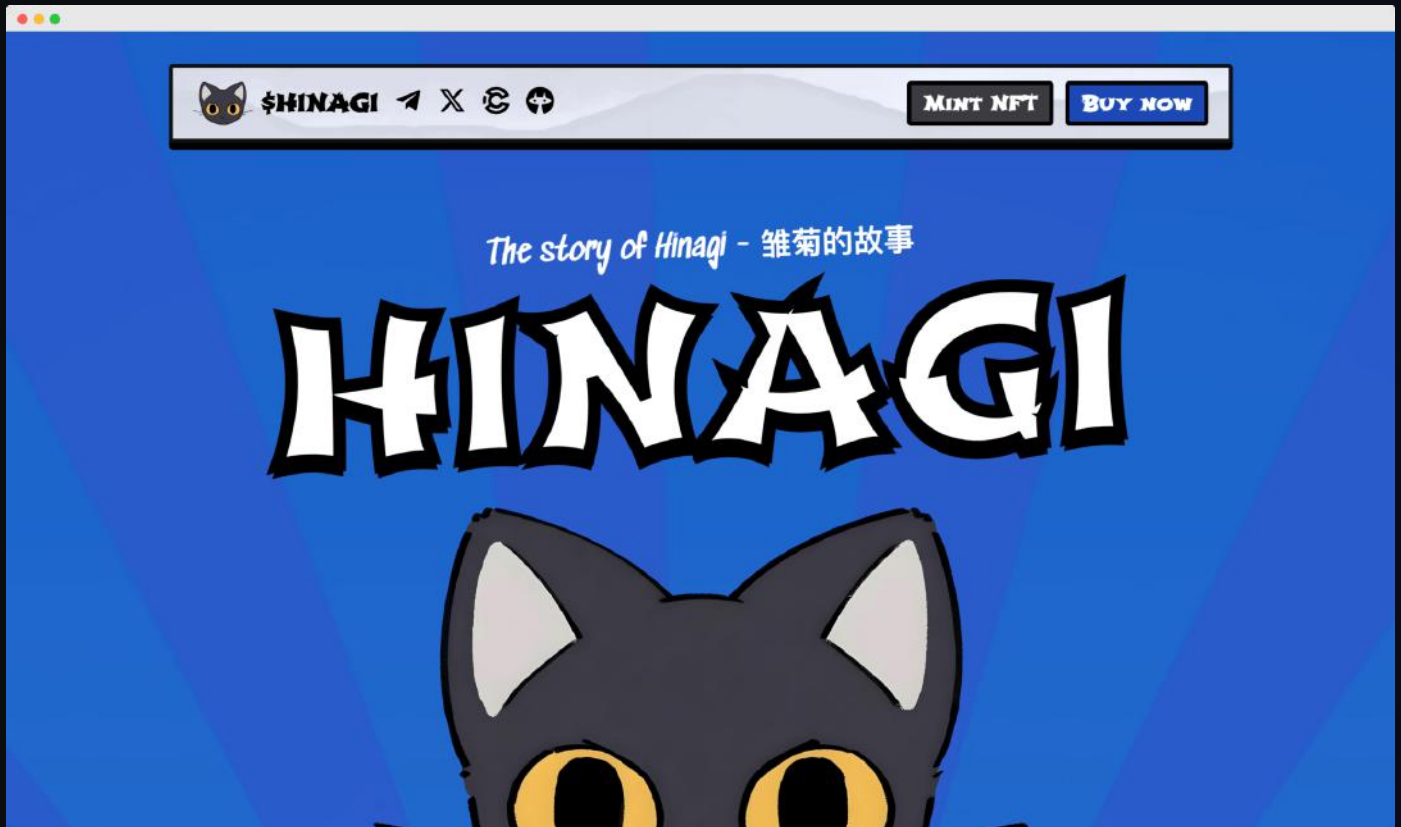 $HINAGI
MINT NFT
BUY NOW
The story of Hinagi - 雏菊的故事
HINAGI